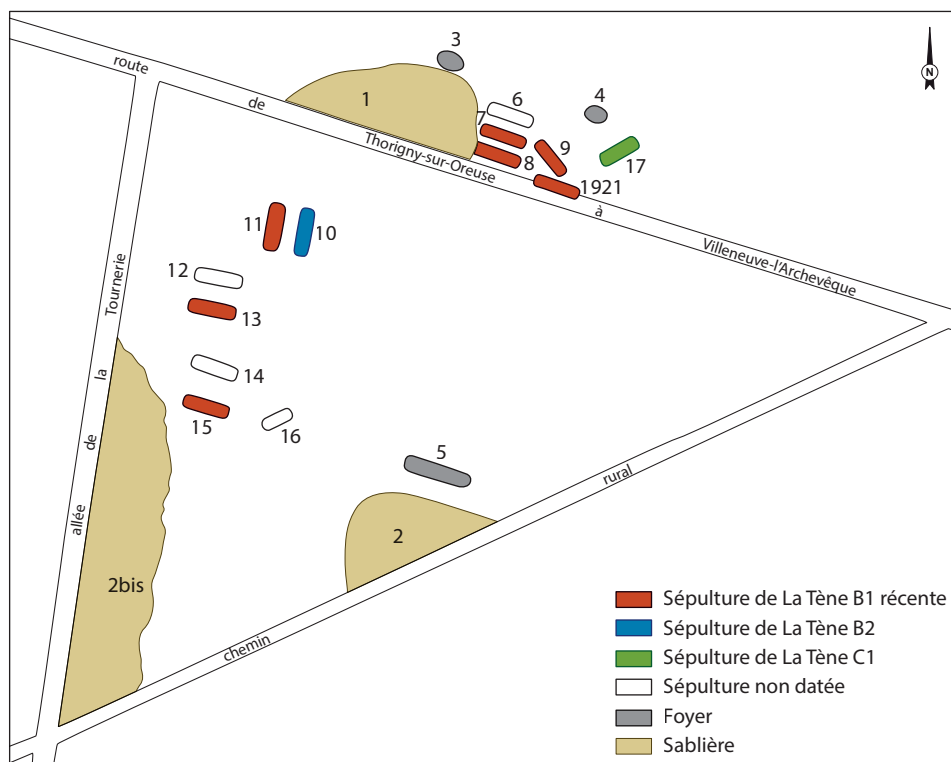 route
de
Thorigny-sur-Oreuse
à
Villeneuve-l'Archevêque
3
1
6
4
7
9
8
17
1921
N
11
10
12
13
14
15
16
5
2
2bis
allée
de
la
Tournerie
chemin
rural
Sépulture de La Tène B1 récente
Sépulture de La Tène B2
Sépulture de La Tène C1
Sépulture non datée
Foyer
Sablière